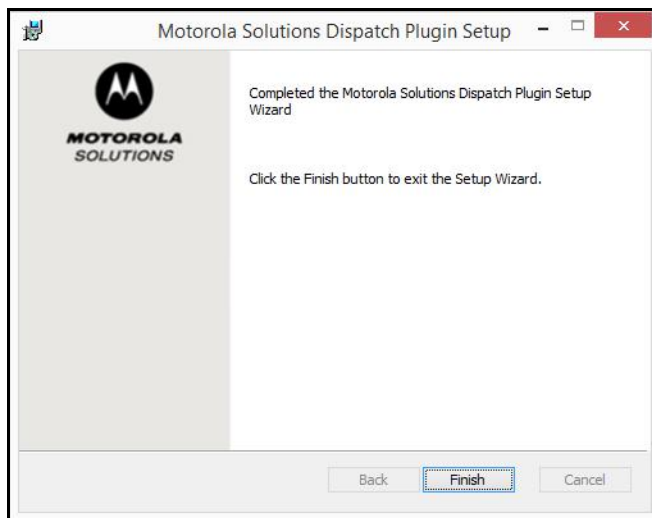 Motorola Solutions Dispatch Plugin Setup
MOTOROLA
SOLUTIONS
Completed the Motorola Solutions Dispatch Plugin Setup
Wizard
Click the Finish button to exit the Setup Wizard.
Back
Finish
Cancel